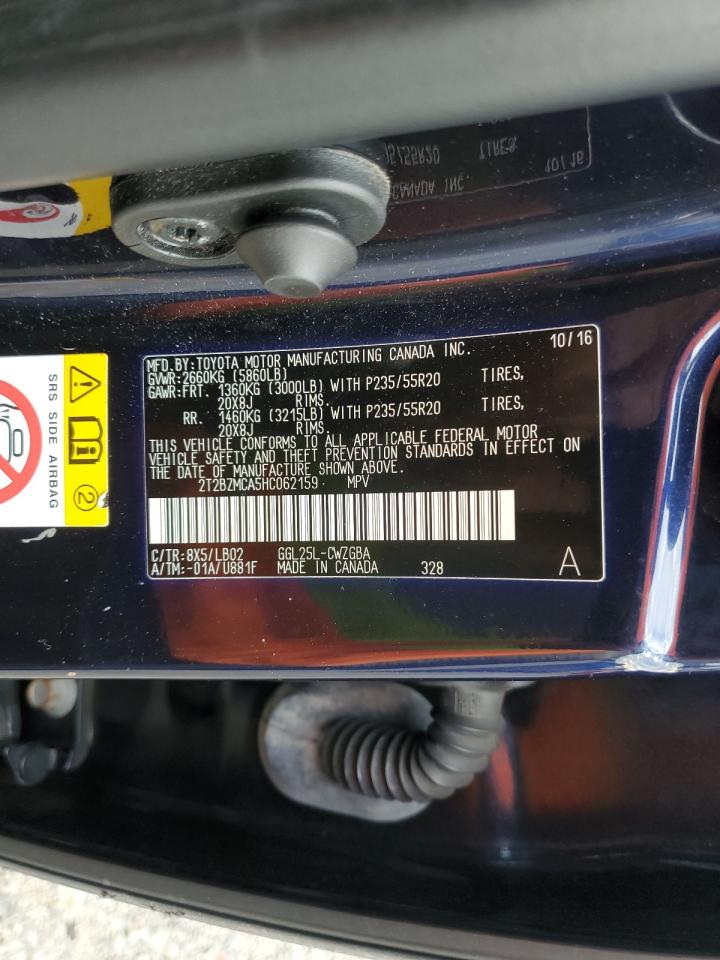 MFD.BY:TOYOTA MOTOR MANUFACTURING CANADA INC. 10/16
GVWR:2660KG (5860LB)
GAWR:FRT. 1360KG (3000LB) WITH P235/55R20 TIRES,
20X8J RIMS.
RR. 1460KG (3215LB) WITH P235/55R20 TIRES,
20X8J RIMS.
THIS VEHICLE CONFORMS TO ALL APPLICABLE FEDERAL MOTOR
VEHICLE SAFETY AND THEFT PREVENTION STANDARDS IN EFFECT ON
THE DATE OF MANUFACTURE SHOWN ABOVE.
2T2BZMCA5HC062159 MPV
C/TR:8X5/LB02 GGL25L-CWZGBA
A/TM:-01A/U881F MADE IN CANADA 328 A
SRS SIDE AIRBAG
2